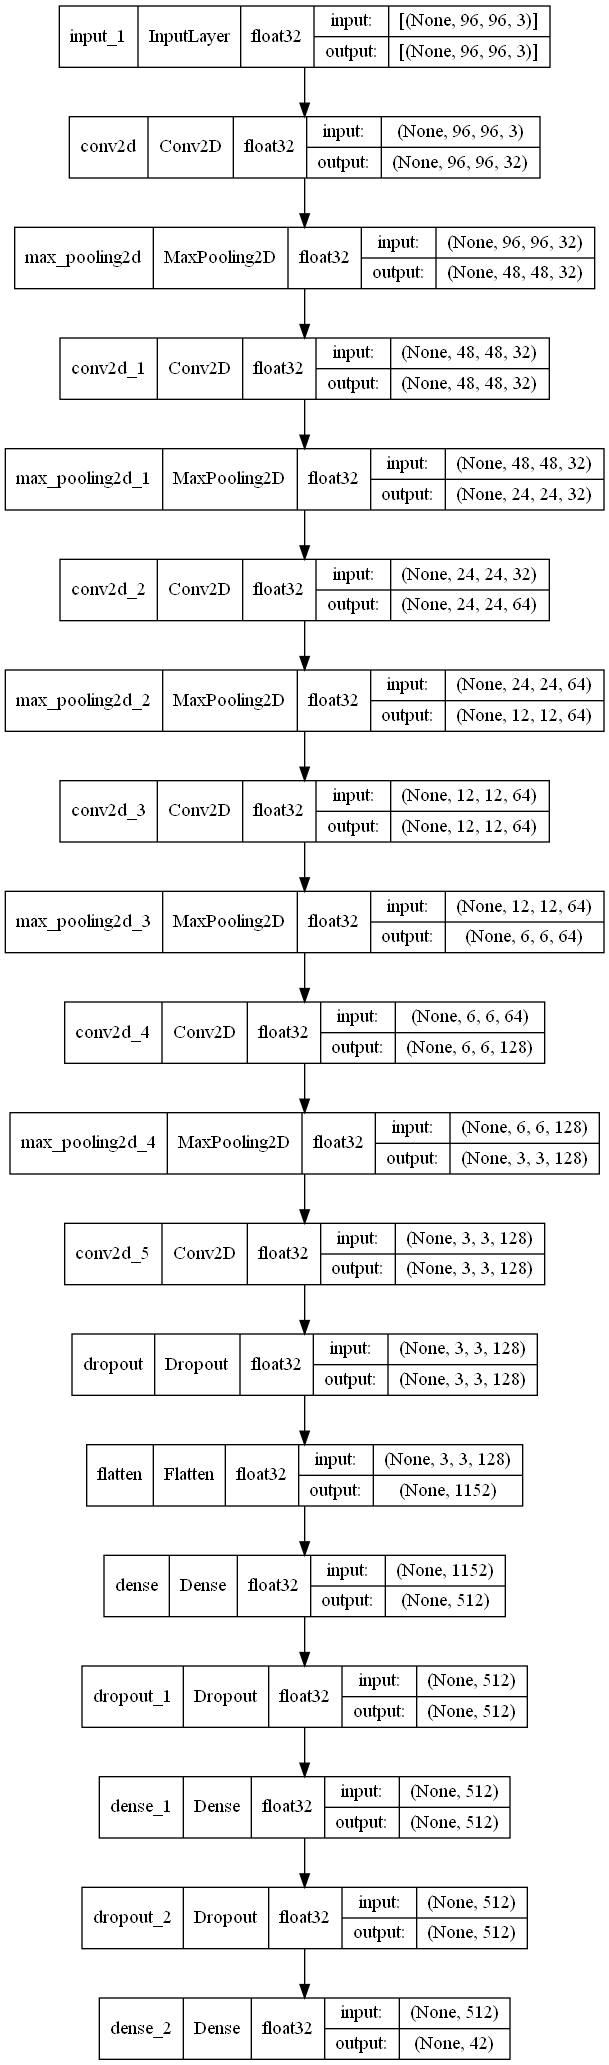 input_1 InputLayer float32 input: [(None, 96, 96, 3)]
output: [(None, 96, 96, 3)]
conv2d Conv2D float32 input: (None, 96, 96, 3)
output: (None, 96, 96, 32)
max_pooling2d MaxPooling2D float32 input: (None, 96, 96, 32)
output: (None, 48, 48, 32)
conv2d_1 Conv2D float32 input: (None, 48, 48, 32)
output: (None, 48, 48, 32)
max_pooling2d_1 MaxPooling2D float32 input: (None, 48, 48, 32)
output: (None, 24, 24, 32)
conv2d_2 Conv2D float32 input: (None, 24, 24, 32)
output: (None, 24, 24, 64)
max_pooling2d_2 MaxPooling2D float32 input: (None, 24, 24, 64)
output: (None, 12, 12, 64)
conv2d_3 Conv2D float32 input: (None, 12, 12, 64)
output: (None, 12, 12, 64)
max_pooling2d_3 MaxPooling2D float32 input: (None, 12, 12, 64)
output: (None, 6, 6, 64)
conv2d_4 Conv2D float32 input: (None, 6, 6, 64)
output: (None, 6, 6, 128)
max_pooling2d_4 MaxPooling2D float32 input: (None, 6, 6, 128)
output: (None, 3, 3, 128)
conv2d_5 Conv2D float32 input: (None, 3, 3, 128)
output: (None, 3, 3, 128)
dropout Dropout float32 input: (None, 3, 3, 128)
output: (None, 3, 3, 128)
flatten Flatten float32 input: (None, 3, 3, 128)
output: (None, 1152)
dense Dense float32 input: (None, 1152)
output: (None, 512)
dropout_1 Dropout float32 input: (None, 512)
output: (None, 512)
dense_1 Dense float32 input: (None, 512)
output: (None, 512)
dropout_2 Dropout float32 input: (None, 512)
output: (None, 512)
dense_2 Dense float32 input: (None, 512)
output: (None, 42)